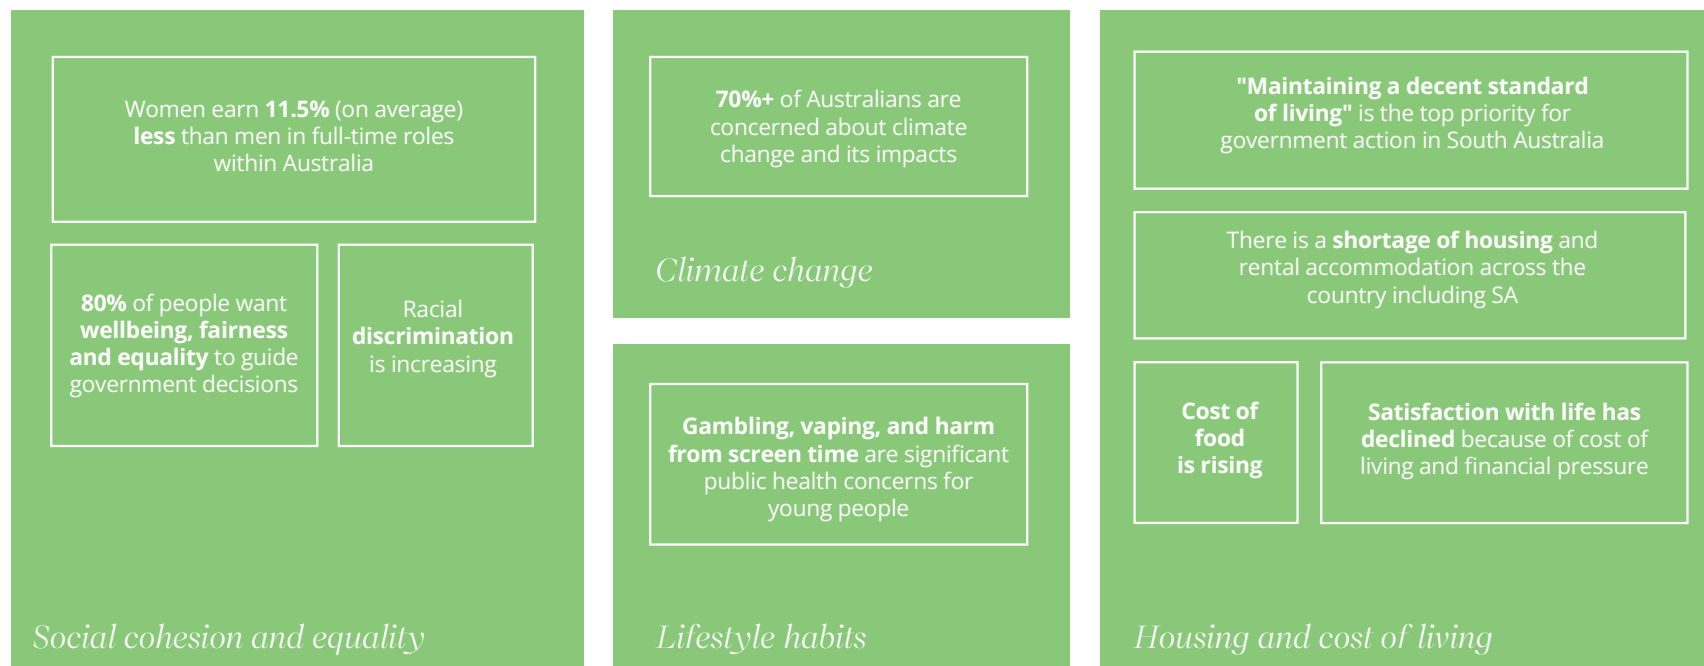 Women earn 11.5% (on average)
less than men in full-time roles
within Australia
80% of people want
wellbeing, fairness
and equality to guide
government decisions
Racial
discrimination
is increasing
Social cohesion and equality
70%+ of Australians are
concerned about climate
change and its impacts
Climate change
Gambling, vaping, and harm
from screen time are significant
public health concerns for
young people
Lifestyle habits
"Maintaining a decent standard
of living" is the top priority for
government action in South Australia
There is a shortage of housing and
rental accommodation across the
country including SA
Cost of
food
is rising
Satisfaction with life has
declined because of cost of
living and financial pressure
Housing and cost of living